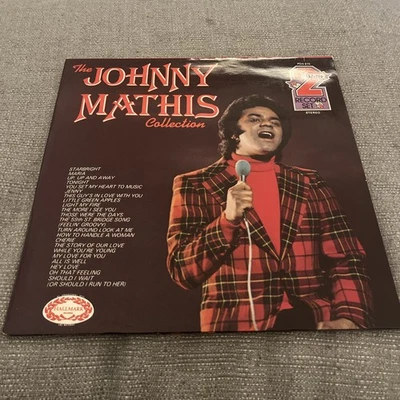 The
JOHNNY
MATHIS
Collection
2
RECORD
SET
STEREO
STARBRIGHT
MARIA
UP, UP AND AWAY
TONIGHT
YOU SET MY HEART TO MUSIC
JENNY
THIS GUY'S IN LOVE WITH YOU
LITTLE GREEN APPLES
LIGHT MY FIRE
THE MORE I SEE YOU
THOSE WERE THE DAYS
THE 59th ST. BRIDGE SONG
(FEELIN' GROOVY)
TURN AROUND LOOK AT ME
HOW TO HANDLE A WOMAN
CHERIE
THE STORY OF OUR LOVE
WHILE YOU'RE YOUNG
MY LOVE FOR YOU
ALL IS WELL
HEY LOVE
OH THAT FEELING
SHOULD I WAIT
(OR SHOULD I RUN TO HER)
HALLMARK